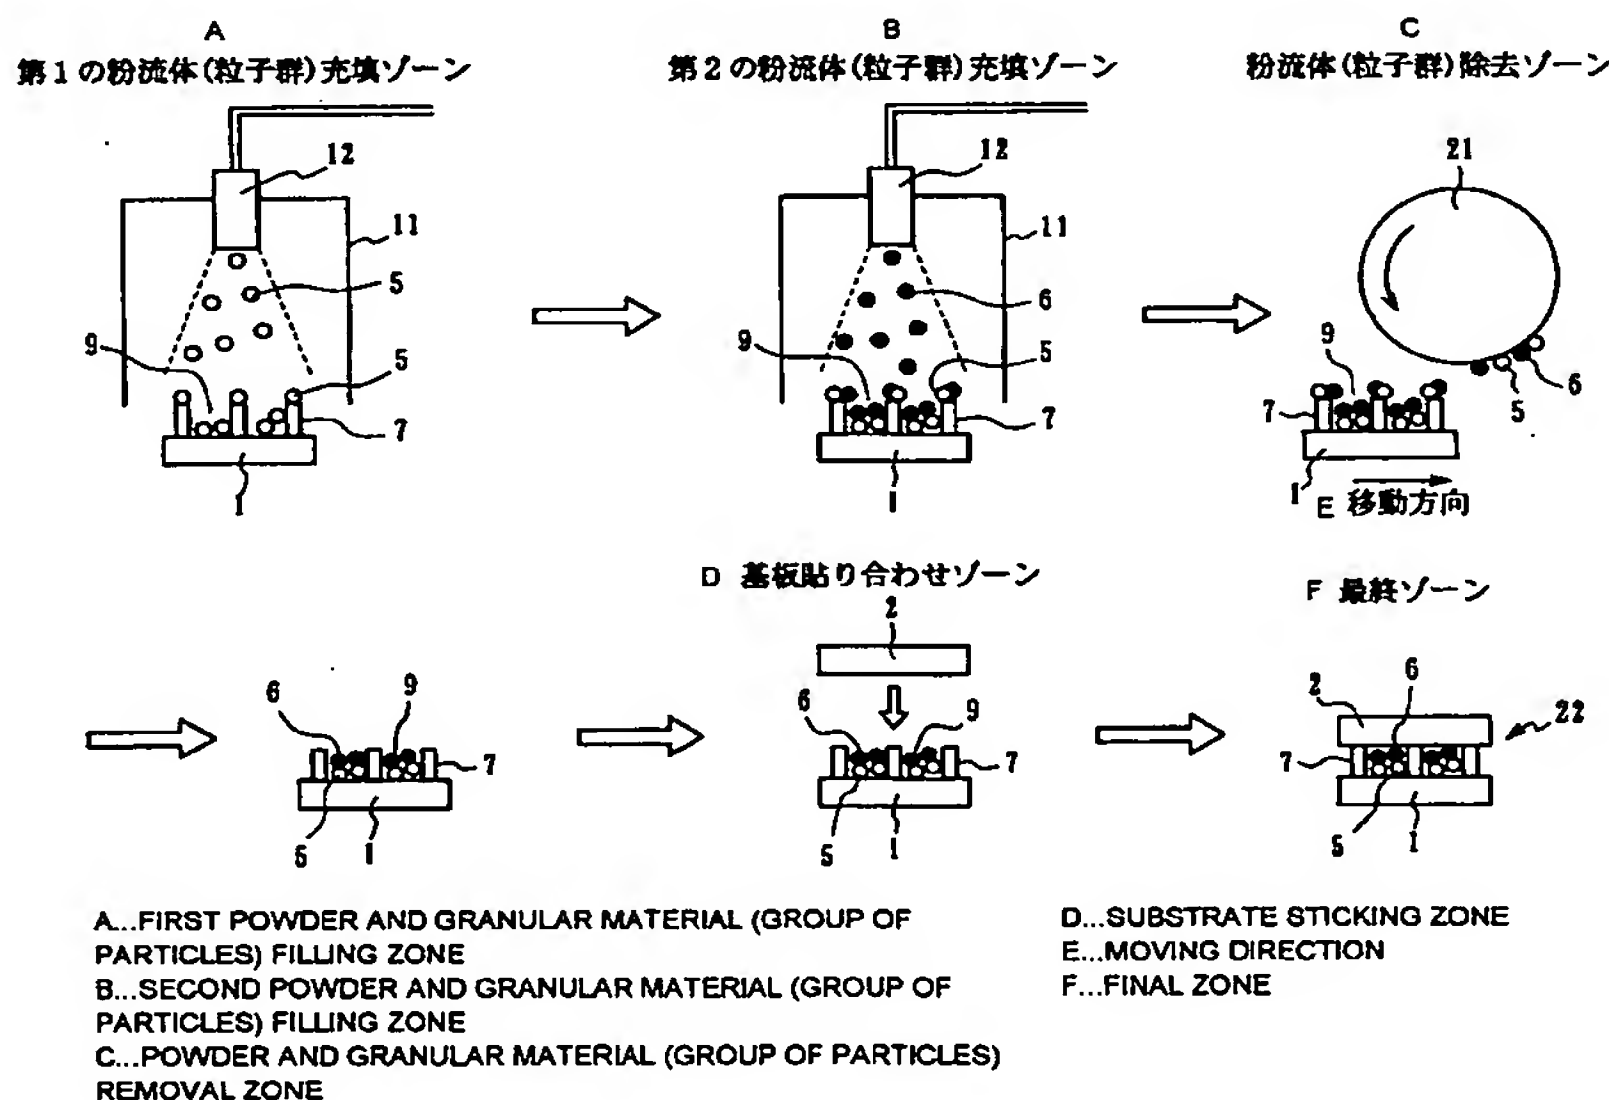 A
第1の粉流体(粒子群)充填ゾーン
12
11
5
9
5
7
1
B
第2の粉流体(粒子群)充填ゾーン
12
11
6
9
5
7
1
C
粉流体(粒子群)除去ゾーン
21
9
7
6
5
1
E 移動方向
6
9
7
5
1
D 基板貼り合わせゾーン
2
6
9
7
5
1
F 最終ゾーン
6
2
22
7
5
1
A...FIRST POWDER AND GRANULAR MATERIAL (GROUP OF
PARTICLES) FILLING ZONE
B...SECOND POWDER AND GRANULAR MATERIAL (GROUP OF
PARTICLES) FILLING ZONE
C...POWDER AND GRANULAR MATERIAL (GROUP OF PARTICLES)
REMOVAL ZONE
D...SUBSTRATE STICKING ZONE
E...MOVING DIRECTION
F...FINAL ZONE